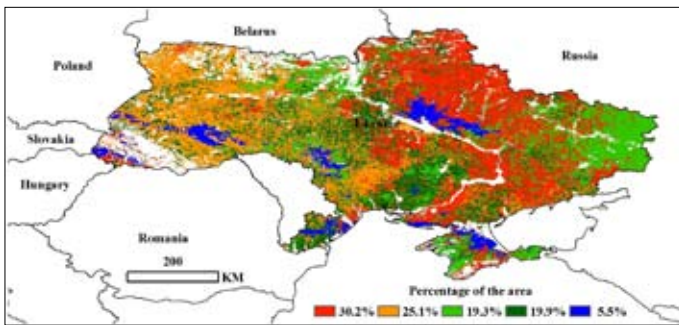 Belarus
Poland
Russia
Slovakia
Hungary
Romania
200
KM
Percentage of the area
30.2% 25.1% 19.3% 19.9% 5.5%